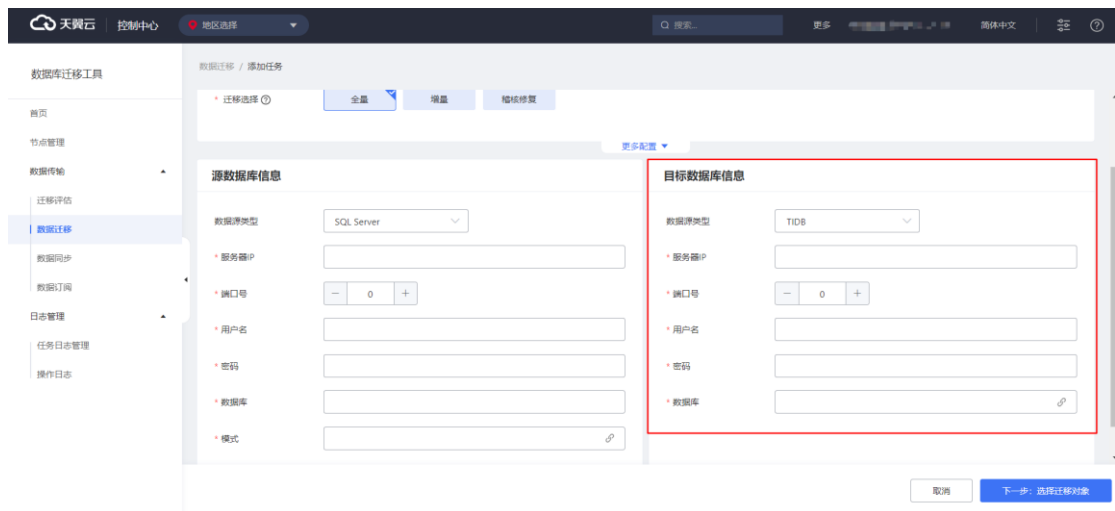 天翼云 控制中心 地区选择 搜索... 更多 简体中文
数据库迁移工具
首页
节点管理
数据传输
迁移评估
数据迁移
数据同步
数据订阅
日志管理
任务日志管理
操作日志
数据迁移 / 添加任务
* 迁移选择 全量 增量 稽核修复
更多配置
源数据库信息
数据源类型 SQL Server
* 服务器IP
* 端口号 − 0 +
* 用户名
* 密码
* 数据库
* 模式
目标数据库信息
数据源类型 TIDB
* 服务器IP
* 端口号 − 0 +
* 用户名
* 密码
* 数据库
取消 下一步：选择迁移对象